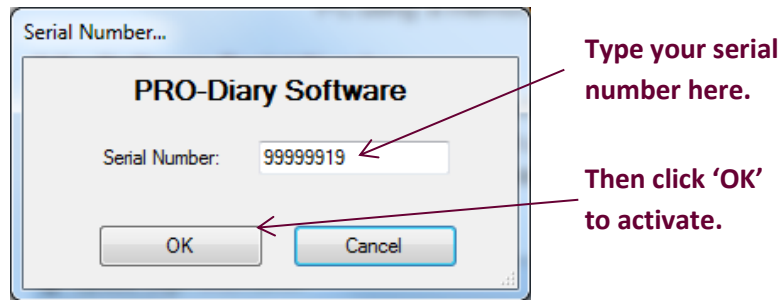 Serial Number...
PRO-Diary Software
Serial Number: 99999919
OK Cancel
Type your serial
number here.
Then click ‘OK’
to activate.